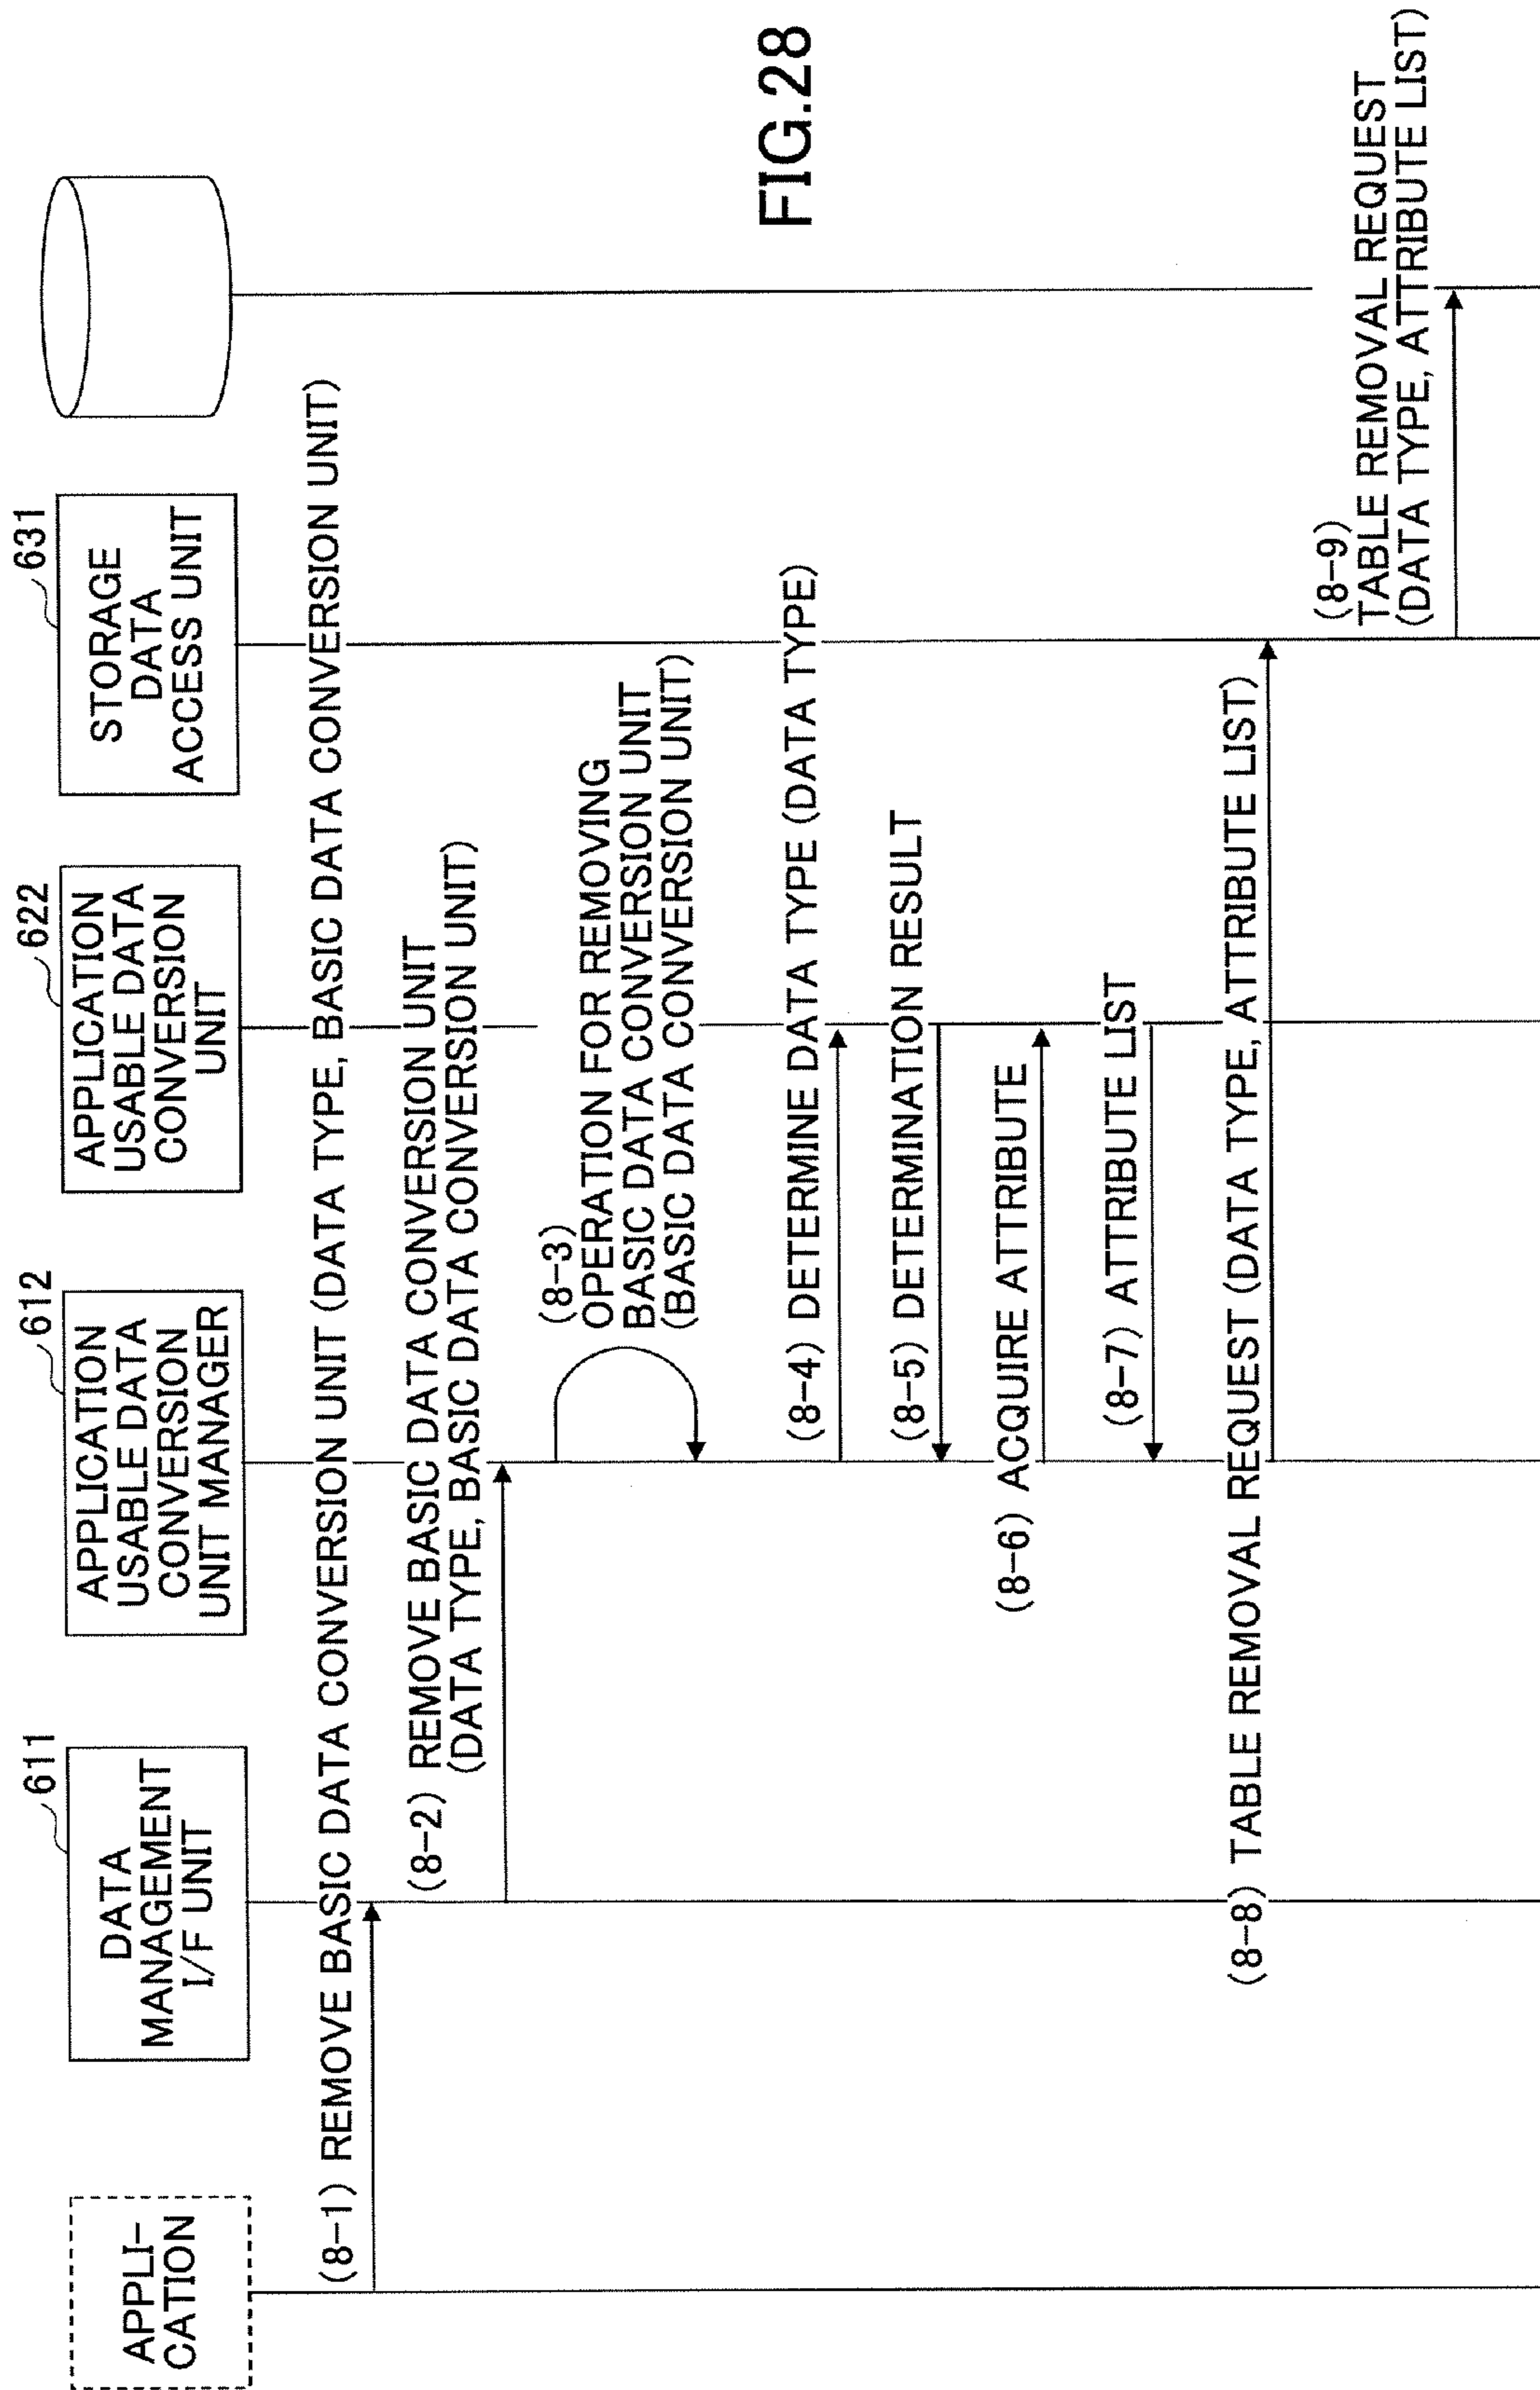 APPLI-
CATION
611
DATA
MANAGEMENT
I/F UNIT
612
APPLICATION
USABLE DATA
CONVERSION
UNIT MANAGER
622
APPLICATION
USABLE DATA
CONVERSION
UNIT
631
STORAGE
DATA
ACCESS UNIT
(8-1) REMOVE BASIC DATA CONVERSION UNIT (DATA TYPE, BASIC DATA CONVERSION UNIT)
(8-2) REMOVE BASIC DATA CONVERSION UNIT
(DATA TYPE, BASIC DATA CONVERSION UNIT)
(8-3)
OPERATION FOR REMOVING
BASIC DATA CONVERSION UNIT
(BASIC DATA CONVERSION UNIT)
(8-4) DETERMINE DATA TYPE (DATA TYPE)
(8-5) DETERMINATION RESULT
(8-6) ACQUIRE ATTRIBUTE
(8-7) ATTRIBUTE LIST
(8-8) TABLE REMOVAL REQUEST (DATA TYPE, ATTRIBUTE LIST)
(8-9)
TABLE REMOVAL REQUEST
(DATA TYPE, ATTRIBUTE LIST)
FIG.28